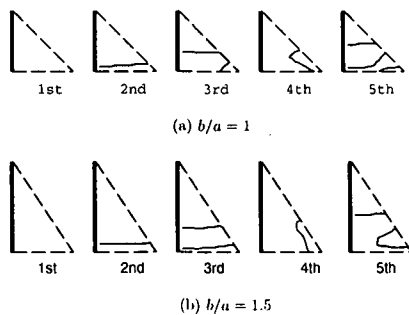 1st 2nd 3rd 4th 5th
(a) b/a = 1
1st 2nd 3rd 4th 5th
(b) b/a = 1.5